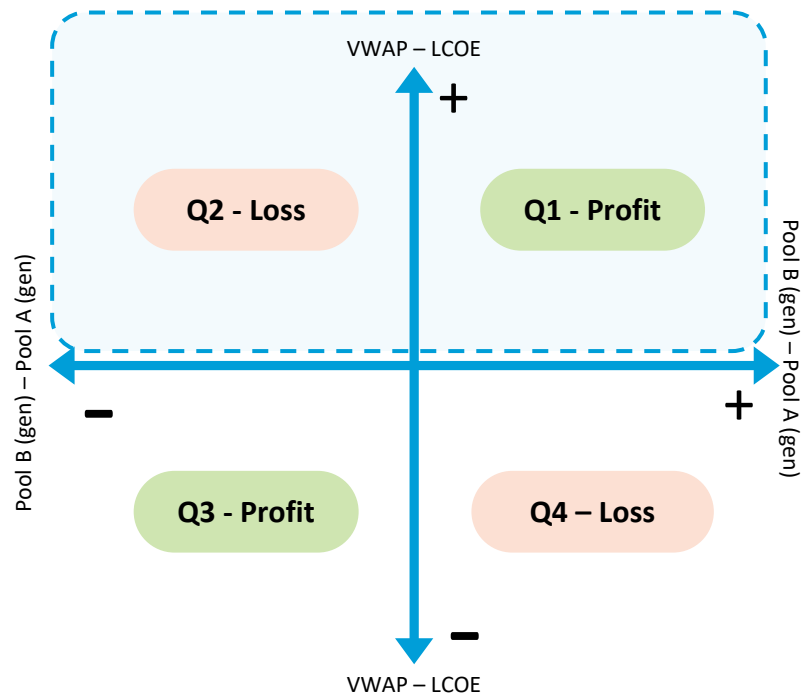 VWAP – LCOE
+
Q2 - Loss
Q1 - Profit
Pool B (gen) – Pool A (gen)
Pool B (gen) – Pool A (gen)
–
+
Q3 - Profit
Q4 – Loss
–
VWAP – LCOE